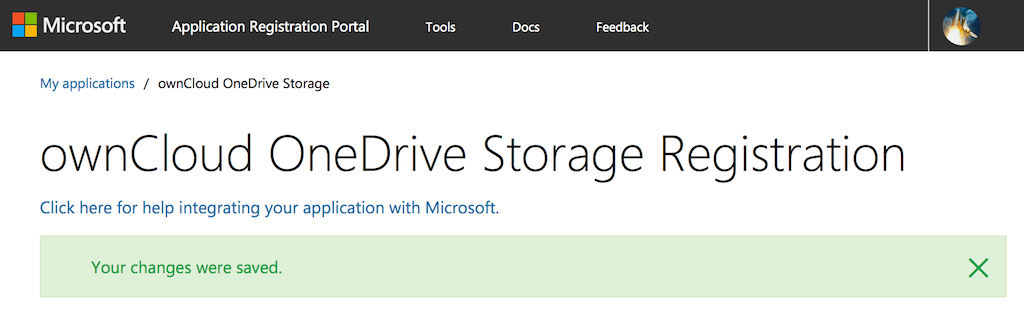 Microsoft Application Registration Portal Tools Docs Feedback
My applications / ownCloud OneDrive Storage
ownCloud OneDrive Storage Registration
Click here for help integrating your application with Microsoft.
Your changes were saved.